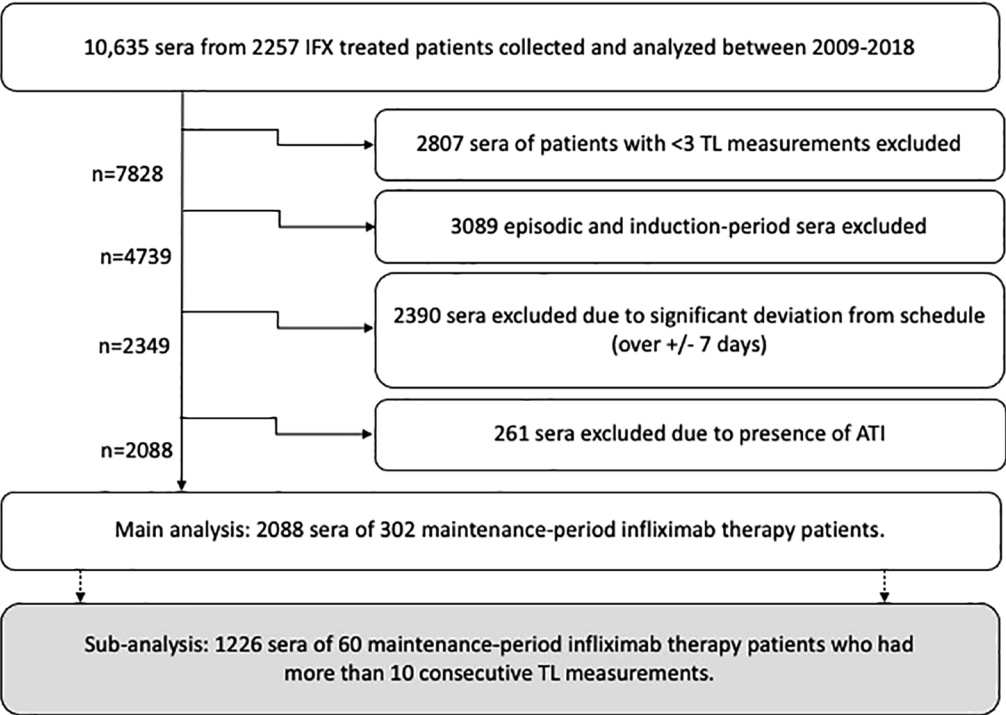 10,635 sera from 2257 IFX treated patients collected and analyzed between 2009-2018
2807 sera of patients with <3 TL measurements excluded
n=7828
3089 episodic and induction-period sera excluded
n=4739
2390 sera excluded due to significant deviation from schedule
(over +/- 7 days)
n=2349
261 sera excluded due to presence of ATI
n=2088
Main analysis: 2088 sera of 302 maintenance-period infliximab therapy patients.
Sub-analysis: 1226 sera of 60 maintenance-period infliximab therapy patients who had
more than 10 consecutive TL measurements.